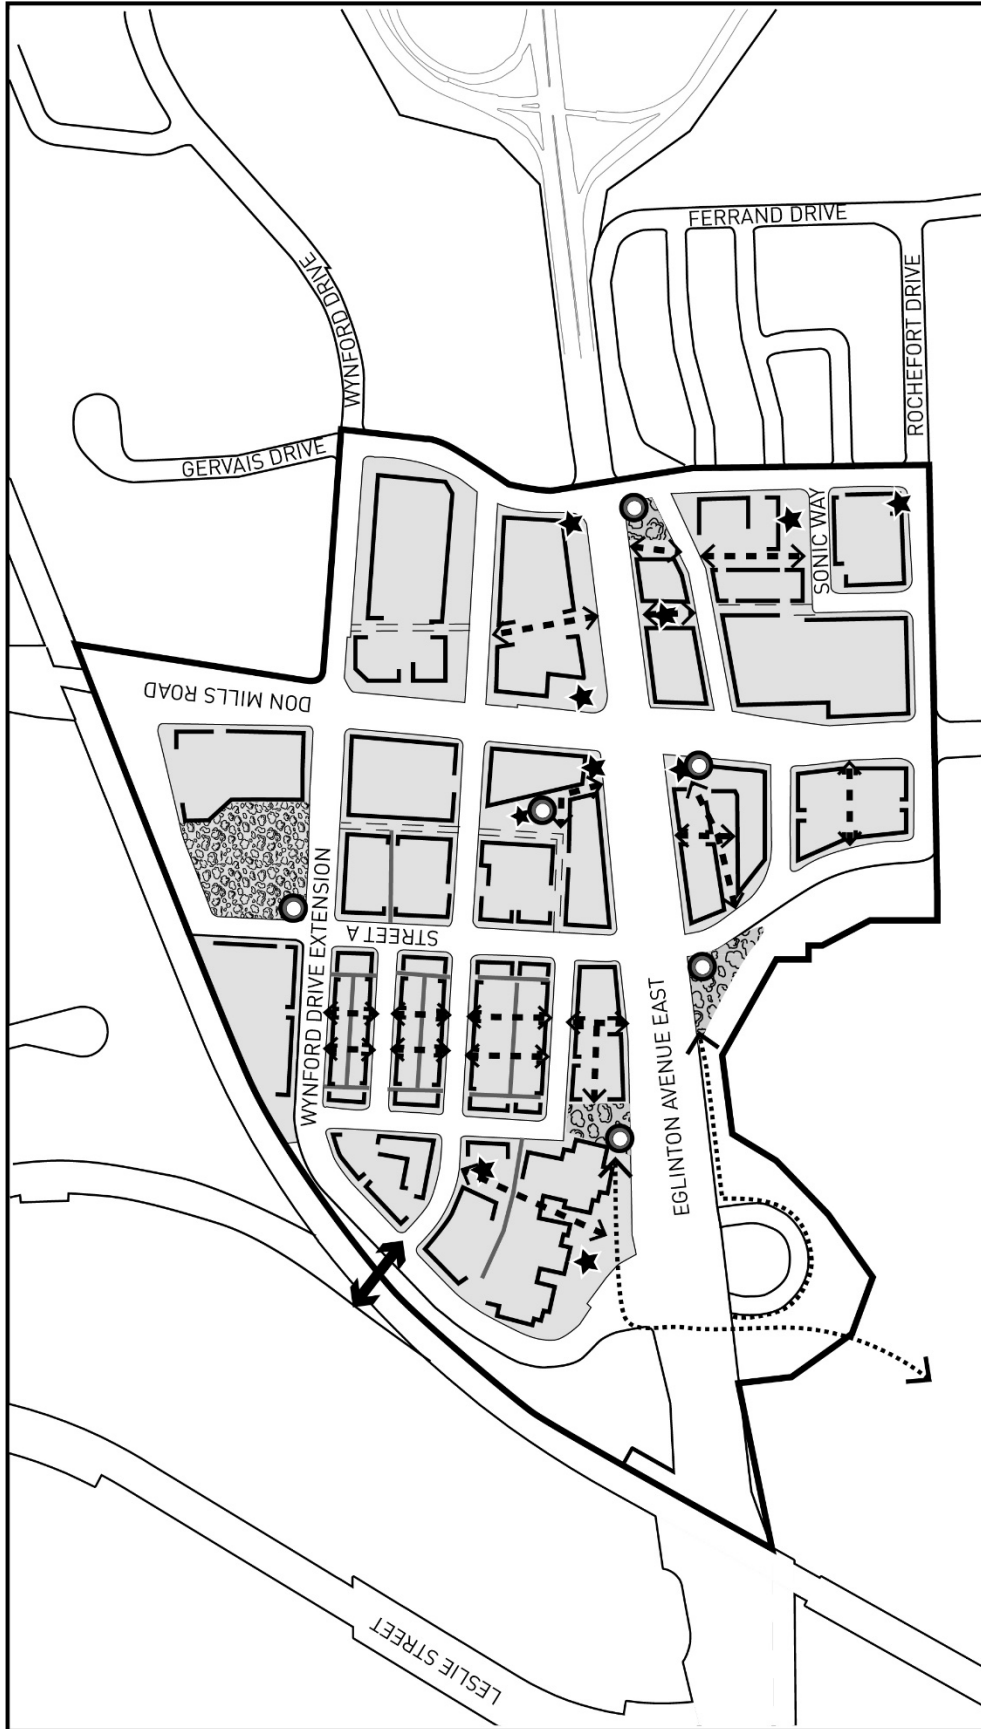 FERRAND DRIVE
WYNFORD DRIVE
ROCHEFORT DRIVE
GERVAIS DRIVE
SONIC WAY
DON MILLS ROAD
WYNFORD DRIVE EXTENSION
STREET A
EGLINTON AVENUE EAST
LESLIE STREET